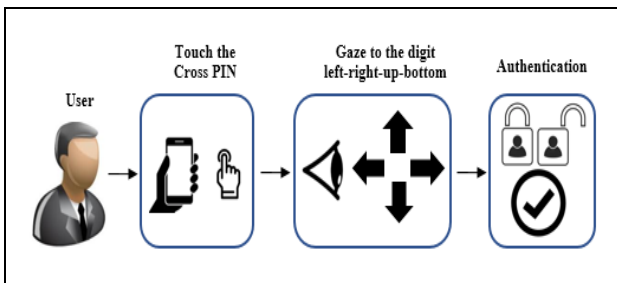 User
Touch the
Cross PIN
Gaze to the digit
left-right-up-bottom
Authentication